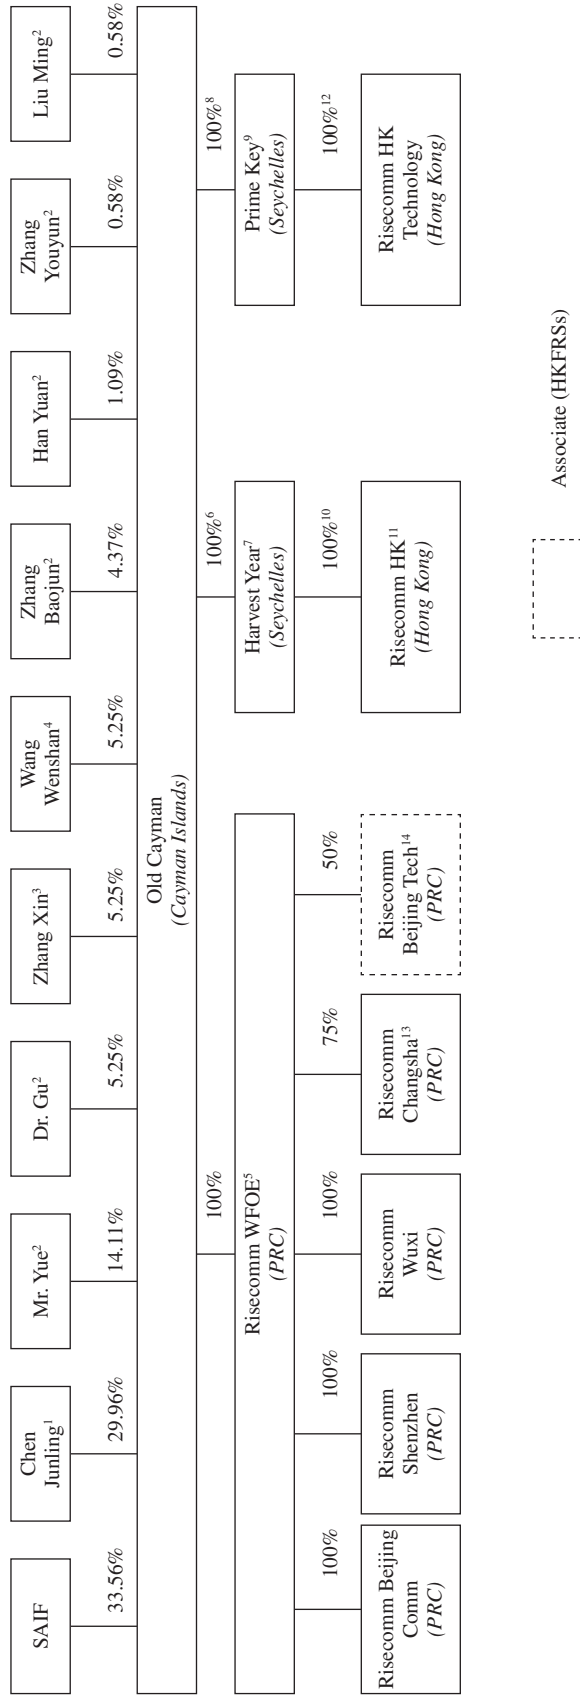 SAIF
Chen
Junling¹
Mr. Yue²
Dr. Gu²
Zhang Xin³
Wang
Wenshan⁴
Zhang
Baojun²
Han Yuan²
Zhang
Youyun²
Liu Ming²
33.56%
29.96%
14.11%
5.25%
5.25%
5.25%
4.37%
1.09%
0.58%
0.58%
Old Cayman
(Cayman Islands)
100%
100%⁶
100%⁸
Risecomm WFOE⁵
(PRC)
Harvest Year⁷
(Seychelles)
Prime Key⁹
(Seychelles)
100%
100%
100%
75%
50%
100%¹⁰
100%¹²
Risecomm Beijing
Comm
(PRC)
Risecomm
Shenzhen
(PRC)
Risecomm
Wuxi
(PRC)
Risecomm
Changsha¹³
(PRC)
Risecomm
Beijing Tech¹⁴
(PRC)
Risecomm HK¹¹
(Hong Kong)
Risecomm HK
Technology
(Hong Kong)
Associate (HKFRSs)